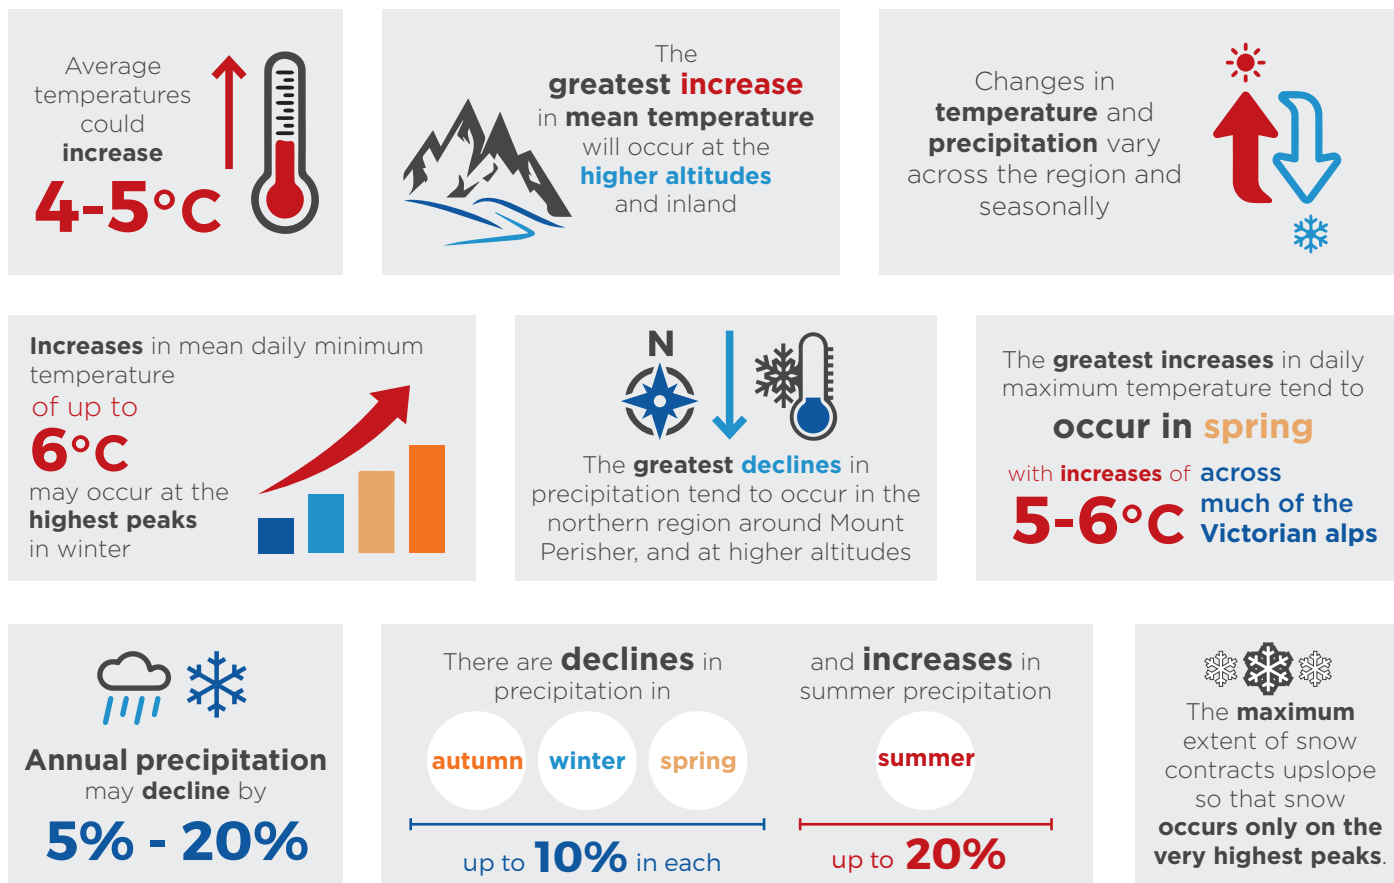 Average
temperatures
could
increase
4-5°C
The
greatest increase
in mean temperature
will occur at the
higher altitudes
and inland
Changes in
temperature and
precipitation vary
across the region and
seasonally
Increases in mean daily minimum
temperature
of up to
6°C
may occur at the
highest peaks
in winter
N
The greatest declines in
precipitation tend to occur in the
northern region around Mount
Perisher, and at higher altitudes
The greatest increases in daily
maximum temperature tend to
occur in spring
with increases of
5-6°C
across
much of the
Victorian alps
Annual precipitation
may decline by
5% - 20%
There are declines in
precipitation in
autumn
winter
spring
up to 10% in each
and increases in
summer precipitation
summer
up to 20%
The maximum
extent of snow
contracts upslope
so that snow
occurs only on the
very highest peaks.